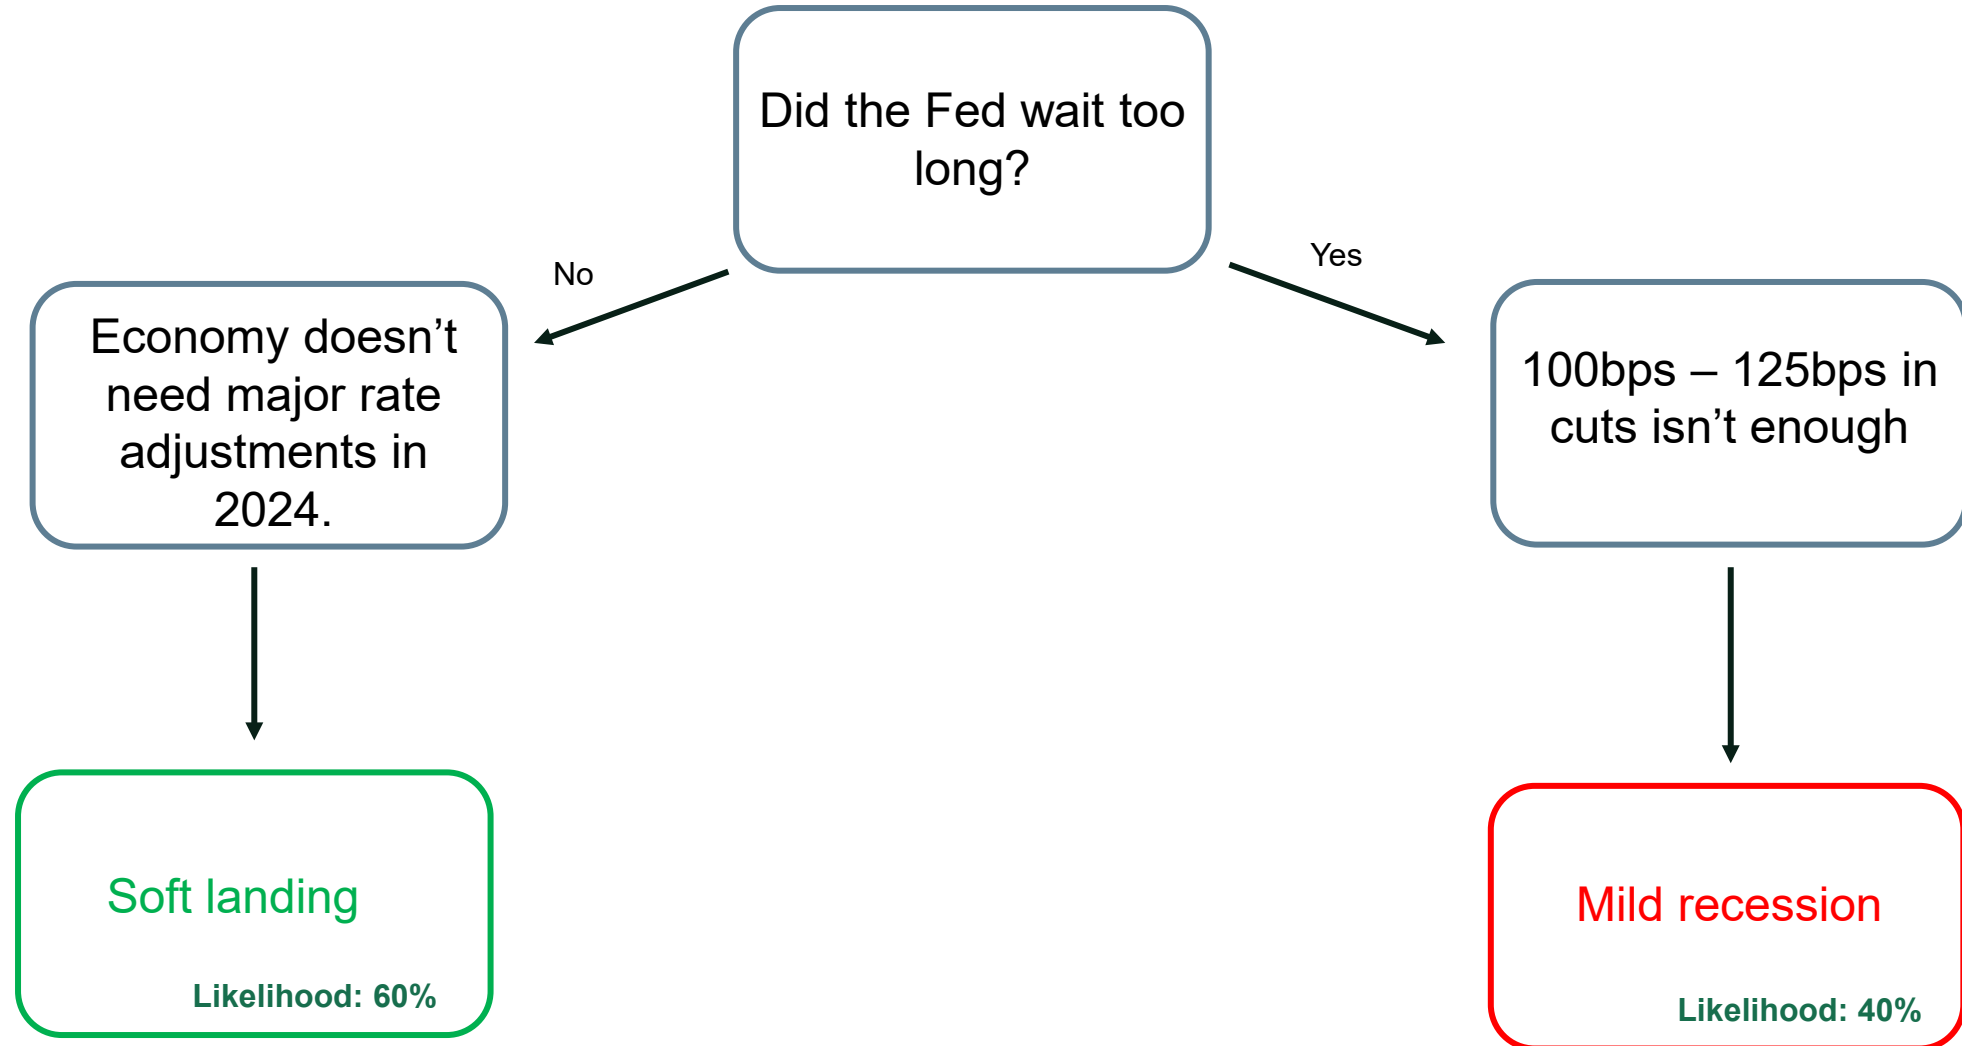 Did the Fed wait too
long?
No
Yes
Economy doesn’t
need major rate
adjustments in
2024.
100bps – 125bps in
cuts isn’t enough
Soft landing
Likelihood: 60%
Mild recession
Likelihood: 40%